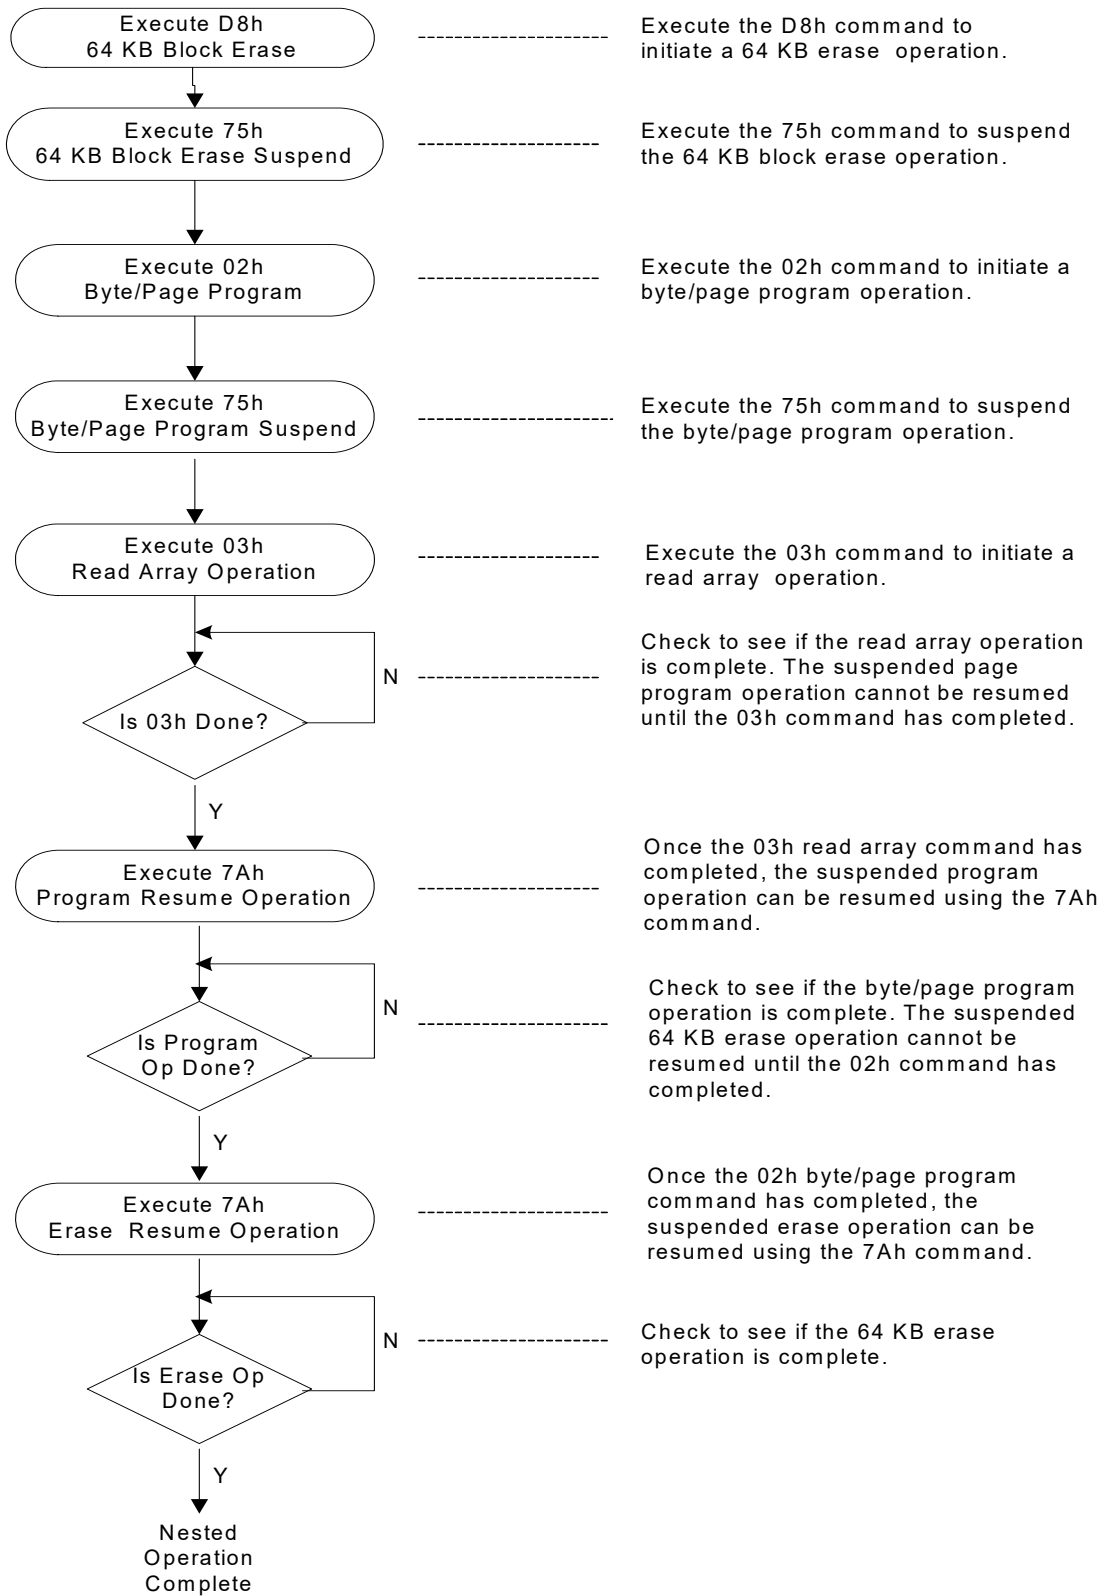 Execute D8h
64 KB Block Erase
Execute the D8h command to
initiate a 64 KB erase operation.
Execute 75h
64 KB Block Erase Suspend
Execute the 75h command to suspend
the 64 KB block erase operation.
Execute 02h
Byte/Page Program
Execute the 02h command to initiate a
byte/page program operation.
Execute 75h
Byte/Page Program Suspend
Execute the 75h command to suspend
the byte/page program operation.
Execute 03h
Read Array Operation
Execute the 03h command to initiate a
read array operation.
Is 03h Done?
N
Check to see if the read array operation
is complete. The suspended page
program operation cannot be resumed
until the 03h command has completed.
Y
Execute 7Ah
Program Resume Operation
Once the 03h read array command has
completed, the suspended program
operation can be resumed using the 7Ah
command.
Is Program
Op Done?
N
Check to see if the byte/page program
operation is complete. The suspended
64 KB erase operation cannot be
resumed until the 02h command has
completed.
Y
Execute 7Ah
Erase Resume Operation
Once the 02h byte/page program
command has completed, the
suspended erase operation can be
resumed using the 7Ah command.
Is Erase Op
Done?
N
Check to see if the 64 KB erase
operation is complete.
Y
Nested
Operation
Complete